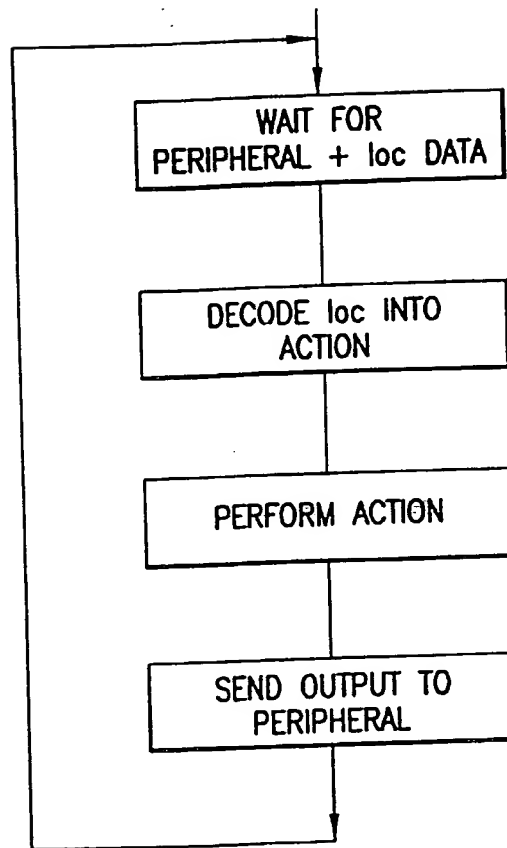 WAIT FOR
PERIPHERAL + loc DATA
DECODE loc INTO
ACTION
PERFORM ACTION
SEND OUTPUT TO
PERIPHERAL